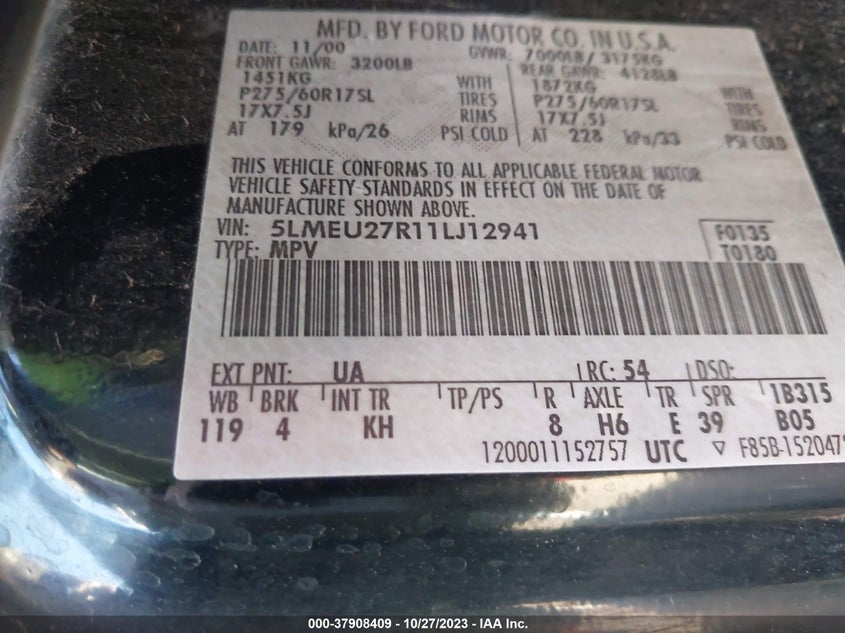 MFD. BY FORD MOTOR CO. IN U.S.A.
DATE: 11/00 GVWR: 7000LB/ 3175KG
FRONT GAWR: 3200LB REAR GAWR: 4128LB
1451KG WITH 1872KG WITH
P275/60R17SL TIRES P275/60R17SL TIRES
17X7.5J RIMS 17X7.5J RIMS
AT 179 kPa/26 PSI COLD AT 228 kPa/33 PSI COLD
THIS VEHICLE CONFORMS TO ALL APPLICABLE FEDERAL MOTOR
VEHICLE SAFETY STANDARDS IN EFFECT ON THE DATE OF
MANUFACTURE SHOWN ABOVE.
VIN: 5LMEU27R11LJ12941 F0135
TYPE: MPV T0180
EXT PNT: UA RC: 54 DSO:
WB BRK INT TR TP/PS R AXLE TR SPR 1B315
119 4 KH 8 H6 E 39 B05
1200011152757 UTC ▽ F85B-152047
000-37908409 - 10/27/2023 - IAAI Inc.